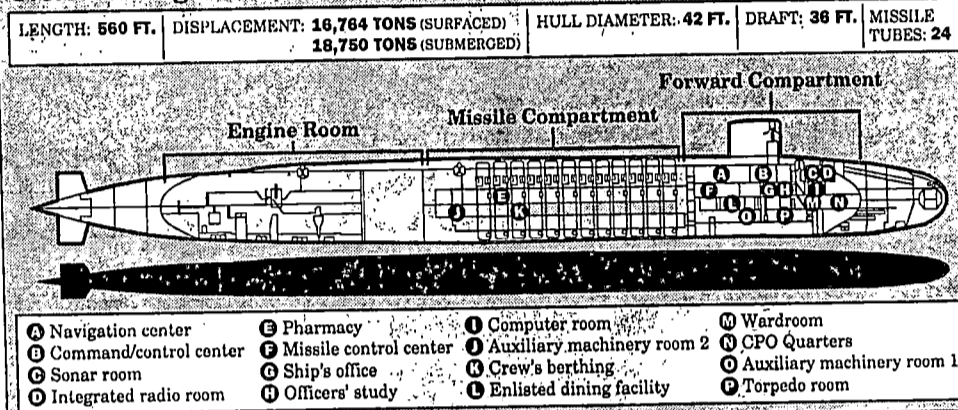 LENGTH: 560 FT.
DISPLACEMENT: 16,764 TONS (SURFACED)
18,750 TONS (SUBMERGED)
HULL DIAMETER: 42 FT.
DRAFT: 36 FT.
MISSILE
TUBES: 24
Forward Compartment
Missile Compartment
Engine Room
A B C D
E F G H I
J K L M N
O P
A Navigation center
B Command/control center
C Sonar room
D Integrated radio room
E Pharmacy
F Missile control center
G Ship's office
H Officers' study
I Computer room
J Auxiliary machinery room 2
K Crew's berthing
L Enlisted dining facility
M Wardroom
N CPO Quarters
O Auxiliary machinery room 1
P Torpedo room